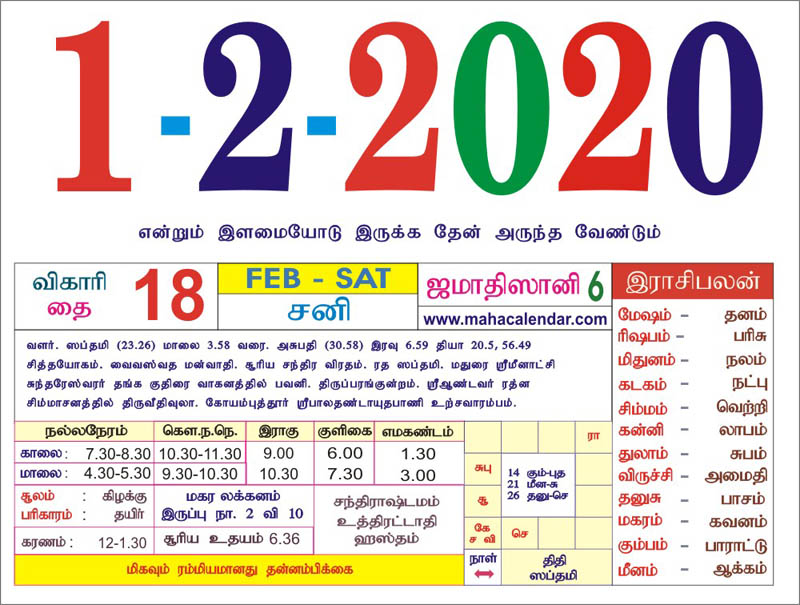 1-2-2020
என்றும் இளமையோடு இருக்க தேன் அருந்த வேண்டும்
விகாரி
தை 18
FEB - SAT
சனி
ஜமாதிஸானி 6
www.mahacalendar.com
வளர். ஸப்தமி (23.26) மாலை 3.58 வரை. அசுபதி (30.58) இரவு 6.59 தியா 20.5, 56.49
சித்தயோகம். வைவஸ்வத மன்வாதி. சூரிய சந்திர விரதம். ரத ஸப்தமி. மதுரை ஸ்ரீமீனாட்சி
சுந்தரேஸ்வரர் தங்க குதிரை வாகனத்தில் பவனி. திருப்பரங்குன்றம். ஸ்ரீஆண்டவர் ரத்ன
சிம்மாசனத்தில் திருவீதிவுலா. கோயம்புத்தூர் ஸ்ரீபாலதண்டாயுதபாணி உற்சவாரம்பம்.
நல்லநேரம் கௌ.ந.நெ. இராகு குளிகை எமகண்டம்
காலை : 7.30-8.30 10.30-11.30 9.00 6.00 1.30
மாலை : 4.30-5.30 9.30-10.30 10.30 7.30 3.00
சூலம் : கிழக்கு
பரிகாரம் : தயிர்
மகர லக்கனம்
இருப்பு நா. 2 வி 10
கரணம் : 12-1.30
சூரிய உதயம் 6.36
சந்திராஷ்டமம்
உத்திரட்டாதி
ஹஸ்தம்
மிகவும் ரம்மியமானது தன்னம்பிக்கை
ரா
சுபு
சூ
14 கும்-புத
21 மீன-சு
26 தனு-செ
கே
ச வி
செ
நாள்
↔
திதி
ஸப்தமி
இராசிபலன்
மேஷம் – தனம்
ரிஷபம் – பரிசு
மிதுனம் – நலம்
கடகம் – நட்பு
சிம்மம் – வெற்றி
கன்னி – லாபம்
துலாம் – சுபம்
விருச்சி – அமைதி
தனுசு – பாசம்
மகரம் – கவனம்
கும்பம் – பாராட்டு
மீனம் – ஆக்கம்